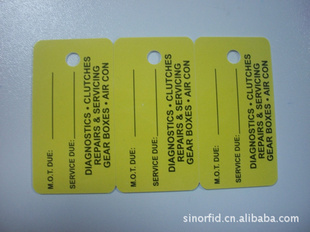 M.O.T. DUE:
SERVICE DUE:
DIAGNOSTICS • CLUTCHES
REPAIRS & SERVICING
GEAR BOXES • AIR CON
M.O.T. DUE:
SERVICE DUE:
DIAGNOSTICS • CLUTCHES
REPAIRS & SERVICING
GEAR BOXES • AIR CON
M.O.T. DUE:
SERVICE DUE:
DIAGNOSTICS • CLUTCHES
REPAIRS & SERVICING
GEAR BOXES • AIR CON
sinorfid.cn.alibaba.com